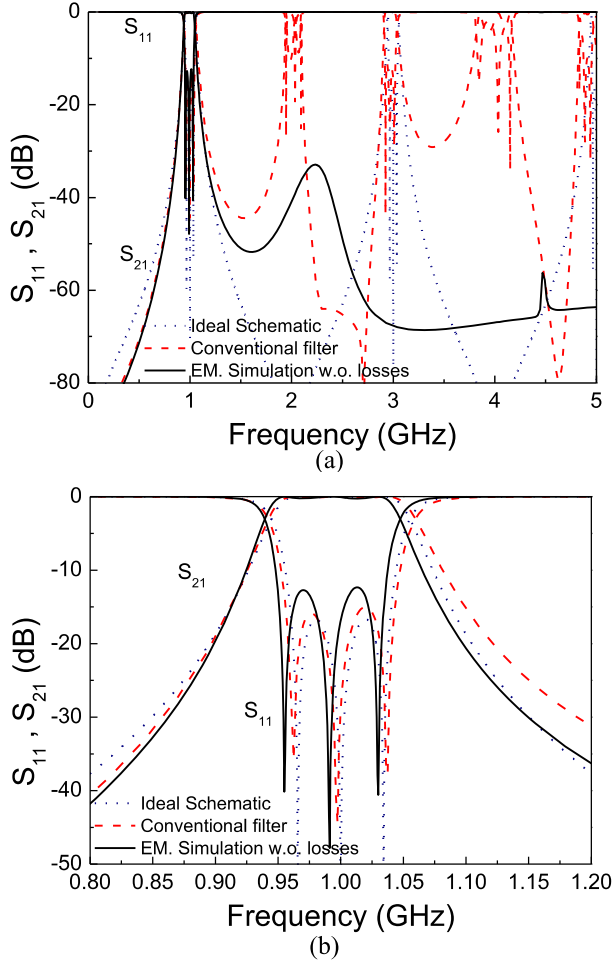 0
-20
-40
-60
-80
S11 , S21 (dB)
S11
S21
Ideal Schematic
Conventional filter
EM. Simulation w.o. losses
0 1 2 3 4 5
Frequency (GHz)
(a)
0
-10
-20
-30
-40
-50
S11 , S21 (dB)
S21
S11
Ideal Schematic
Conventional filter
EM. Simulation w.o. losses
0.80 0.85 0.90 0.95 1.00 1.05 1.10 1.15 1.20
Frequency (GHz)
(b)